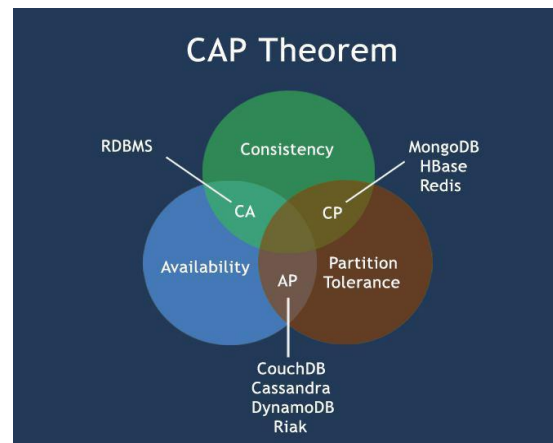 CAP Theorem
RDBMS
Consistency
MongoDB
HBase
Redis
CA
CP
Availability
Partition
Tolerance
AP
CouchDB
Cassandra
DynamoDB
Riak